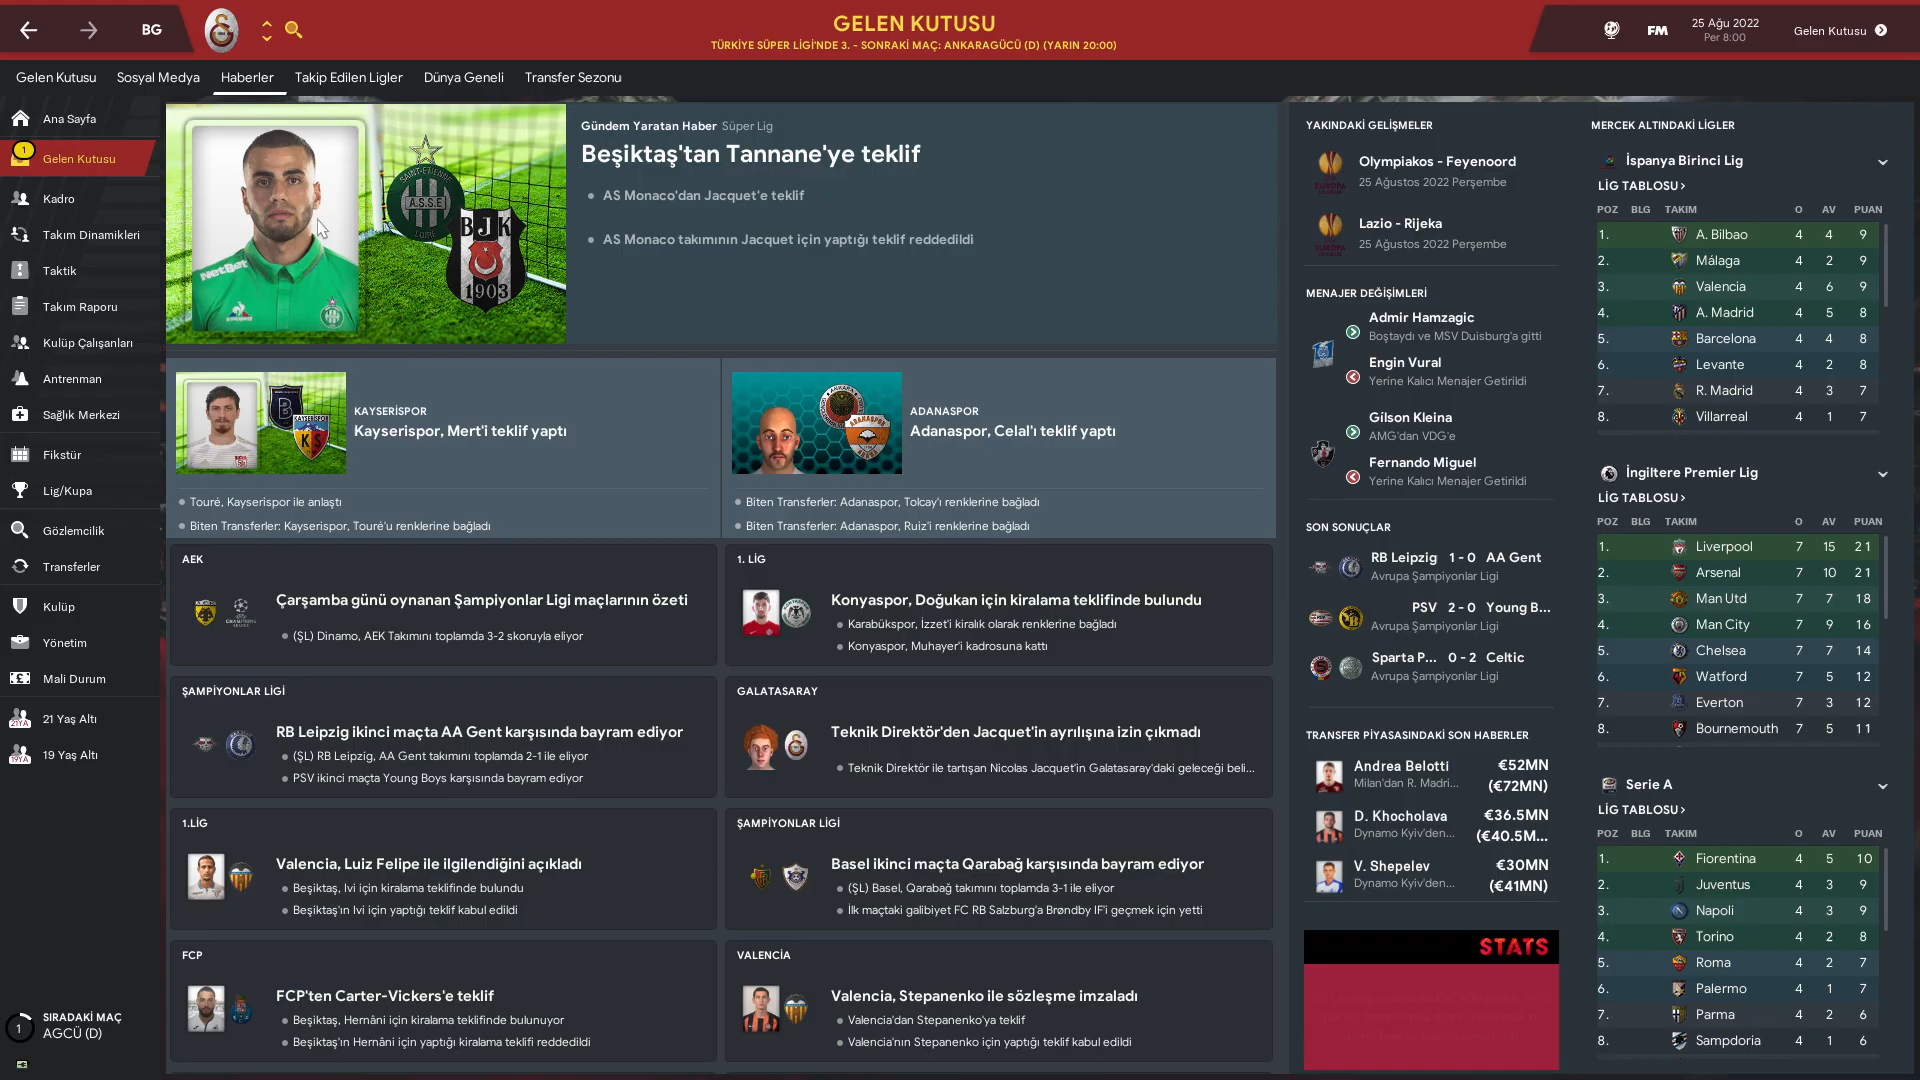 BG
GELEN KUTUSU
TÜRKİYE SÜPER LİGİ'NDE 3. - SONRAKİ MAÇ: ANKARAGÜCÜ (D) (YARIN 20:00)
FM
25 Ağu 2022
Per 8:00
Gelen Kutusu
Gelen Kutusu
Sosyal Medya
Haberler
Takip Edilen Ligler
Dünya Geneli
Transfer Sezonu
Ana Sayfa
1
Gelen Kutusu
Kadro
Takım Dinamikleri
Taktik
Takım Raporu
Kulüp Çalışanları
Antrenman
Sağlık Merkezi
Fikstür
Lig/Kupa
Gözlemcilik
Transferler
Kulüp
Yönetim
Mali Durum
21YA
21 Yaş Altı
19YA
19 Yaş Altı
1
SIRADAKİ MAÇ
AGCÜ (D)
NetBet
A.S.S.E
BJK
1903
Gündem Yaratan Haber Süper Lig
Beşiktaş'tan Tannane'ye teklif
AS Monaco'dan Jacquet'e teklif
AS Monaco takımının Jacquet için yaptığı teklif reddedildi
KAYSERİSPOR
Kayserispor, Mert'i teklif yaptı
Touré, Kayserispor ile anlaştı
Biten Transferler: Kayserispor, Touré'u renklerine bağladı
ADANASPOR
Adanaspor, Celal'ı teklif yaptı
Biten Transferler: Adanaspor, Tolcay'ı renklerine bağladı
Biten Transferler: Adanaspor, Ruiz'i renklerine bağladı
AEK
Çarşamba günü oynanan Şampiyonlar Ligi maçlarının özeti
(ŞL) Dinamo, AEK Takımını toplamda 3-2 skoruyla eliyor
1. LİG
Konyaspor, Doğukan için kiralama teklifinde bulundu
Karabükspor, İzzet'i kiralık olarak renklerine bağladı
Konyaspor, Muhayer'i kadrosuna kattı
ŞAMPİYONLAR LİGİ
RB Leipzig ikinci maçta AA Gent karşısında bayram ediyor
(ŞL) RB Leipzig, AA Gent takımını toplamda 2-1 ile eliyor
PSV ikinci maçta Young Boys karşısında bayram ediyor
GALATASARAY
Teknik Direktör'den Jacquet'in ayrılışına izin çıkmadı
Teknik Direktör ile tartışan Nicolas Jacquet'in Galatasaray'daki geleceği beli...
1.LİG
Valencia, Luiz Felipe ile ilgilendiğini açıkladı
Beşiktaş, Ivi için kiralama teklifinde bulundu
Beşiktaş'ın Ivi için yaptığı teklif kabul edildi
ŞAMPİYONLAR LİGİ
Basel ikinci maçta Qarabağ karşısında bayram ediyor
(ŞL) Basel, Qarabağ takımını toplamda 3-1 ile eliyor
İlk maçtaki galibiyet FC RB Salzburg'a Brøndby IF'i geçmek için yetti
FCP
FCP'ten Carter-Vickers'e teklif
Beşiktaş, Hernâni için kiralama teklifinde bulunuyor
Beşiktaş'ın Hernâni için yaptığı kiralama teklifi reddedildi
VALENCİA
Valencia, Stepanenko ile sözleşme imzaladı
Valencia'dan Stepanenko'ya teklif
Valencia'nın Stepanenko için yaptığı teklif kabul edildi
YAKINDAKİ GELİŞMELER
Olympiakos - Feyenoord
25 Ağustos 2022 Perşembe
Lazio - Rijeka
25 Ağustos 2022 Perşembe
MENAJER DEĞİŞİMLERİ
Admir Hamzagic
Boştaydı ve MSV Duisburg'a gitti
Engin Vural
Yerine Kalıcı Menajer Getirildi
Gílson Kleina
AMG'dan VDG'e
Fernando Miguel
Yerine Kalıcı Menajer Getirildi
SON SONUÇLAR
RB Leipzig 1 - 0 AA Gent
Avrupa Şampiyonlar Ligi
PSV 2 - 0 Young B...
Avrupa Şampiyonlar Ligi
Sparta P... 0 - 2 Celtic
Avrupa Şampiyonlar Ligi
TRANSFER PİYASASINDAKİ SON HABERLER
Andrea Belotti €52MN
Milan'dan R. Madri... (€72MN)
D. Khocholava €36.5MN
Dynamo Kyiv'den... (€40.5M...
V. Shepelev €30MN
Dynamo Kyiv'den... (€41MN)
STATS
MERCEK ALTINDAKİ LİGLER
İspanya Birinci Lig
LİG TABLOSU›
POZ BLG TAKIM O AV PUAN
1. A. Bilbao 4 4 9
2. Málaga 4 2 9
3. Valencia 4 6 9
4. A. Madrid 4 5 8
5. Barcelona 4 4 8
6. Levante 4 2 8
7. R. Madrid 4 3 7
8. Villarreal 4 1 7
İngiltere Premier Lig
LİG TABLOSU›
POZ BLG TAKIM O AV PUAN
1. Liverpool 7 15 21
2. Arsenal 7 10 21
3. Man Utd 7 7 18
4. Man City 7 9 16
5. Chelsea 7 7 14
6. Watford 7 5 12
7. Everton 7 3 12
8. Bournemouth 7 5 11
Serie A
LİG TABLOSU›
POZ BLG TAKIM O AV PUAN
1. Fiorentina 4 5 10
2. Juventus 4 3 9
3. Napoli 4 3 9
4. Torino 4 2 8
5. Roma 4 2 7
6. Palermo 4 1 7
7. Parma 4 2 6
8. Sampdoria 4 1 6